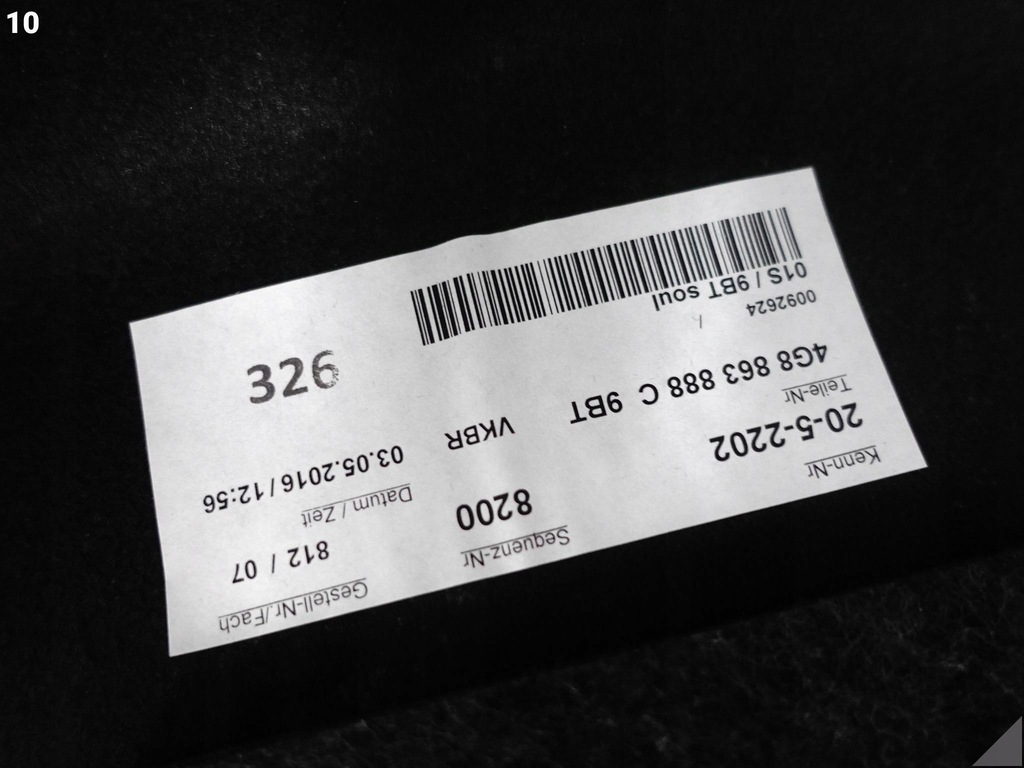 10
Kenn-Nr
20-5-2202
Sequenz-Nr
8200
Gestell-Nr./Fach
812 / 07
Teile-Nr
4G8 863 888 C 9BT
VKBR
Datum / Zeit
03.05.2016/12:56
0092624
01S / 9BT soul
326